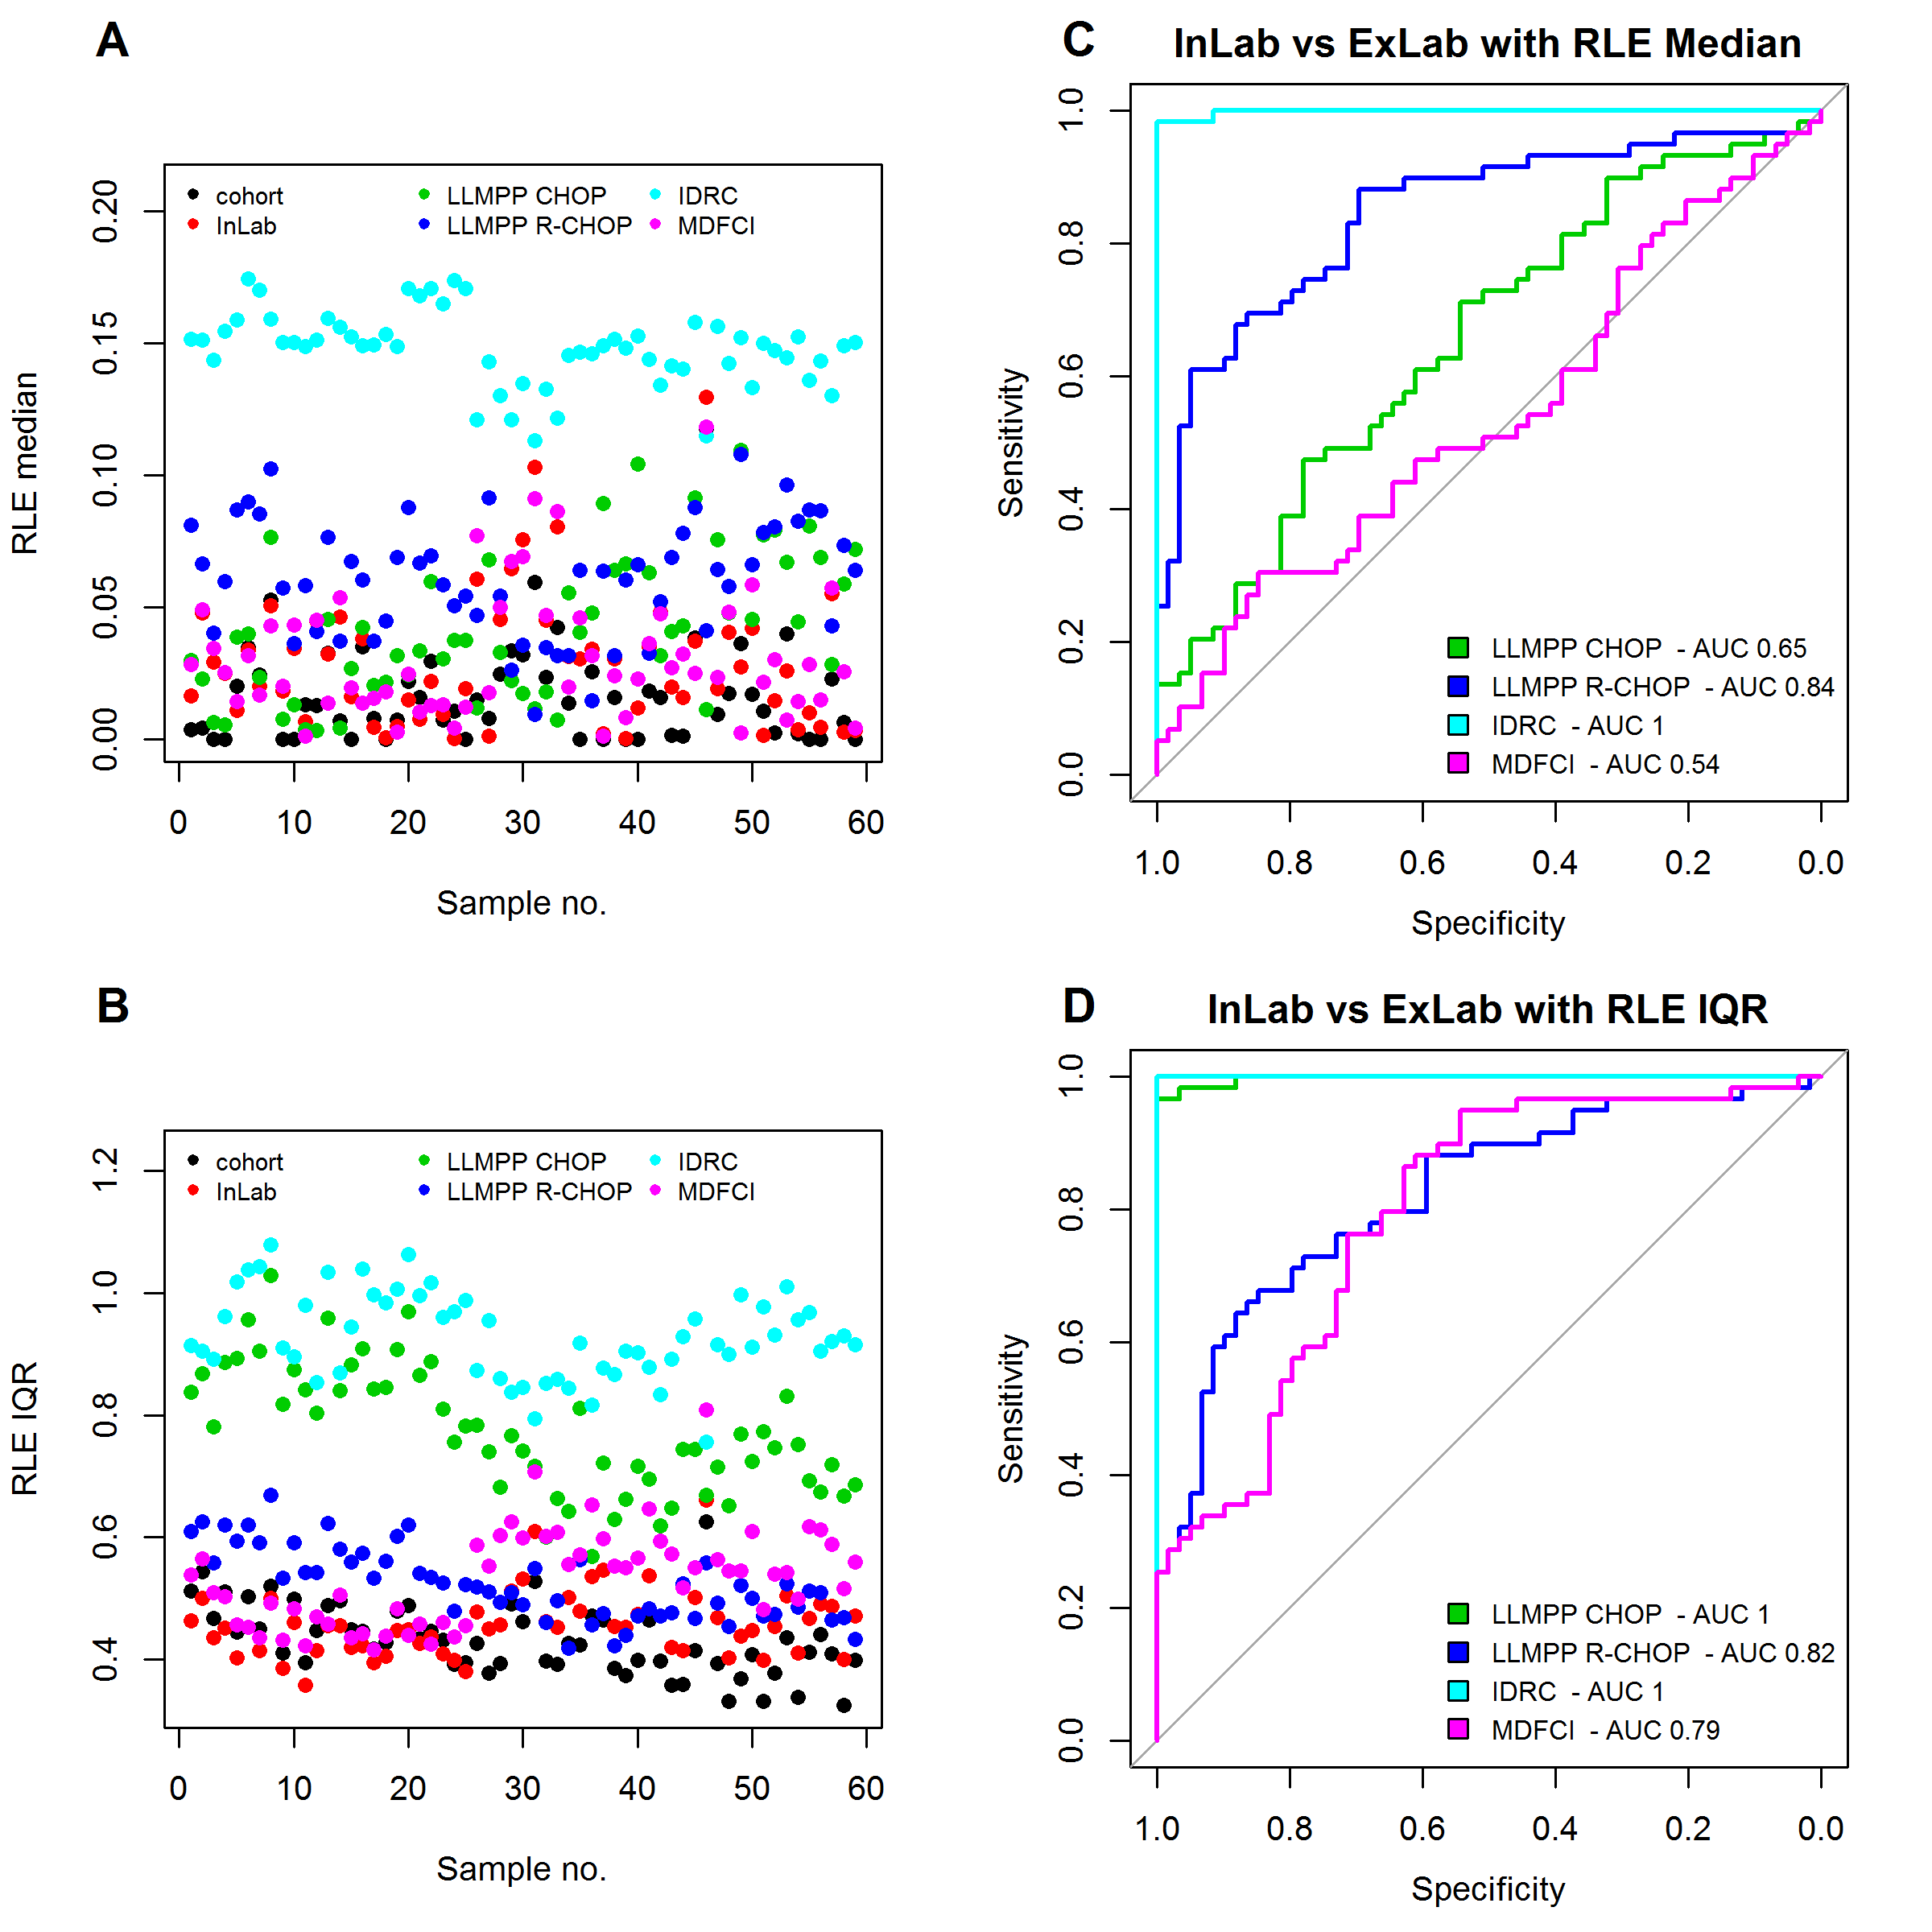 A
cohort
InLab
LLMPP CHOP
LLMPP R-CHOP
IDRC
MDFCI
RLE median
0.00
0.05
0.10
0.15
0.20
0 10 20 30 40 50 60
Sample no.
C
InLab vs ExLab with RLE Median
Sensitivity
0.0
0.2
0.4
0.6
0.8
1.0
LLMPP CHOP - AUC 0.65
LLMPP R-CHOP - AUC 0.84
IDRC - AUC 1
MDFCI - AUC 0.54
1.0 0.8 0.6 0.4 0.2 0.0
Specificity
B
cohort
InLab
LLMPP CHOP
LLMPP R-CHOP
IDRC
MDFCI
RLE IQR
0.4
0.6
0.8
1.0
1.2
0 10 20 30 40 50 60
Sample no.
D
InLab vs ExLab with RLE IQR
Sensitivity
0.0
0.2
0.4
0.6
0.8
1.0
LLMPP CHOP - AUC 1
LLMPP R-CHOP - AUC 0.82
IDRC - AUC 1
MDFCI - AUC 0.79
1.0 0.8 0.6 0.4 0.2 0.0
Specificity